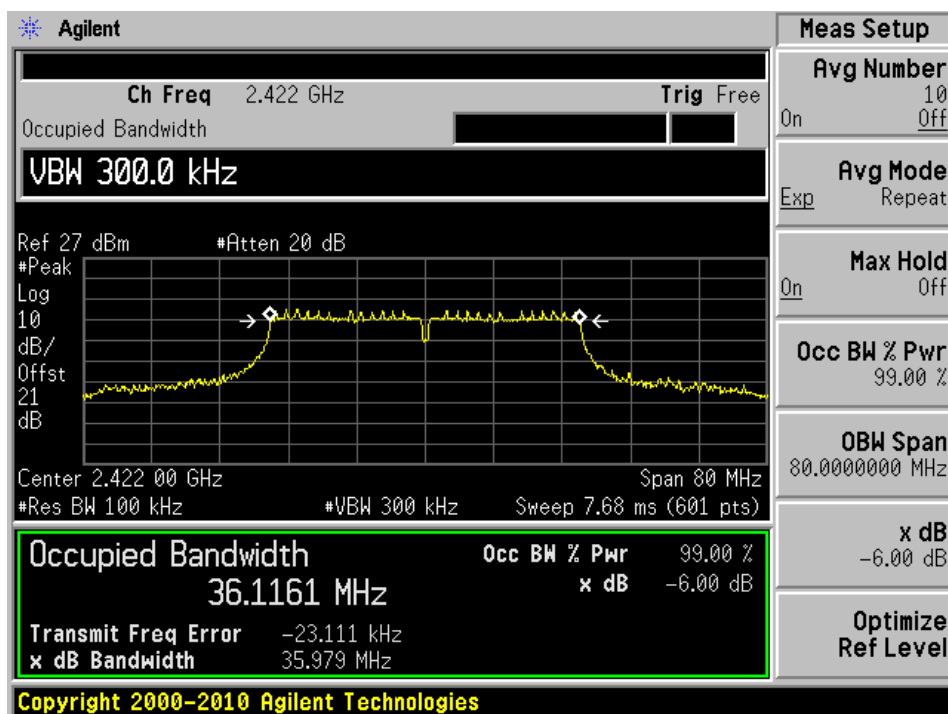 Agilent
Ch Freq 2.422 GHz Trig Free
Occupied Bandwidth
VBW 300.0 kHz
Ref 27 dBm #Atten 20 dB
#Peak
Log
10
dB/
Offst
21
dB
Center 2.422 00 GHz Span 80 MHz
#Res BW 100 kHz #VBW 300 kHz Sweep 7.68 ms (601 pts)
Occupied Bandwidth Occ BW % Pwr 99.00 %
36.1161 MHz x dB -6.00 dB
Transmit Freq Error -23.111 kHz
x dB Bandwidth 35.979 MHz
Copyright 2000-2010 Agilent Technologies
Meas Setup
Avg Number
10
On Off
Avg Mode
Exp Repeat
Max Hold
On Off
Occ BW % Pwr
99.00 %
OBW Span
80.0000000 MHz
x dB
-6.00 dB
Optimize
Ref Level